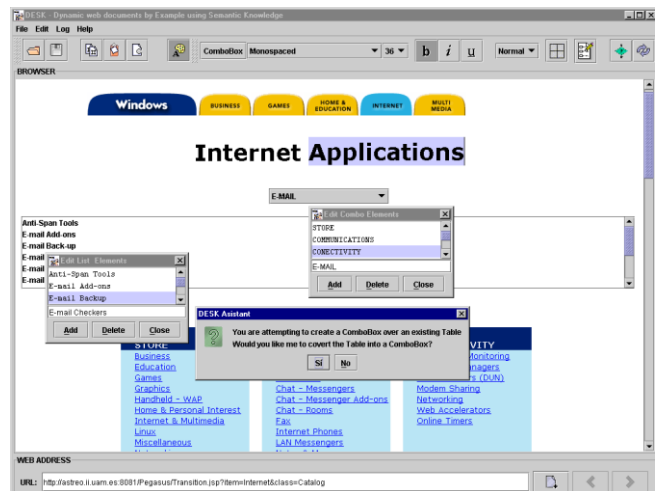 DESK - Dynamic web documents by Example using Semantic Knowledge
File Edit Log Help
ComboBox Monospaced 36 b i u Normal
BROWSER
Windows BUSINESS GAMES HOME & EDUCATION INTERNET MULTI MEDIA
Internet Applications
E-MAIL
Anti-Span Tools
E-mail Add-ons
E-mail Back-up
E-mail
E-mail
E-mail
Edit Combo Elements
STORE
COMMUNICATIONS
CONECTIVITY
E-MAIL
Add Delete Close
Edit List Elements
Anti-Span Tools
E-mail Add-ons
E-mail Backup
E-mail Checkers
Add Delete Close
DESK Asistant
You are attempting to create a ComboBox over an existing Table
Would you like me to covert the Table into a ComboBox?
Sí No
STORE
Business
Education
Games
Graphics
Handheld - WAP
Home & Personal Interest
Internet & Multimedia
Linux
Miscellaneous
Chat - Messengers
Chat - Messenger Add-ons
Chat - Rooms
Fax
Internet Phones
LAN Messengers
VITY
Monitoring
anagers
s (DUN)
Modem Sharing
Networking
Web Accelerators
Online Timers
WEB ADDRESS
URL: http://astreo.ii.uam.es:8081/Pegasus/Transition.jsp?item=Internet&class=Catalog